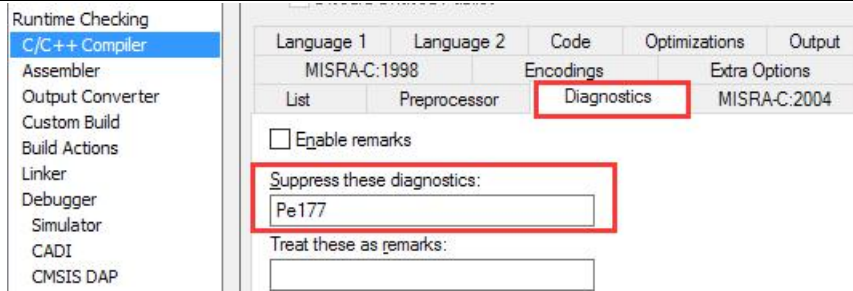 Runtime Checking
C/C++ Compiler
Assembler
Output Converter
Custom Build
Build Actions
Linker
Debugger
Simulator
CADI
CMSIS DAP
Language 1 Language 2 Code Optimizations Output
MISRA-C:1998 Encodings Extra Options
List Preprocessor Diagnostics MISRA-C:2004
Enable remarks
Suppress these diagnostics:
Pe177
Treat these as remarks: